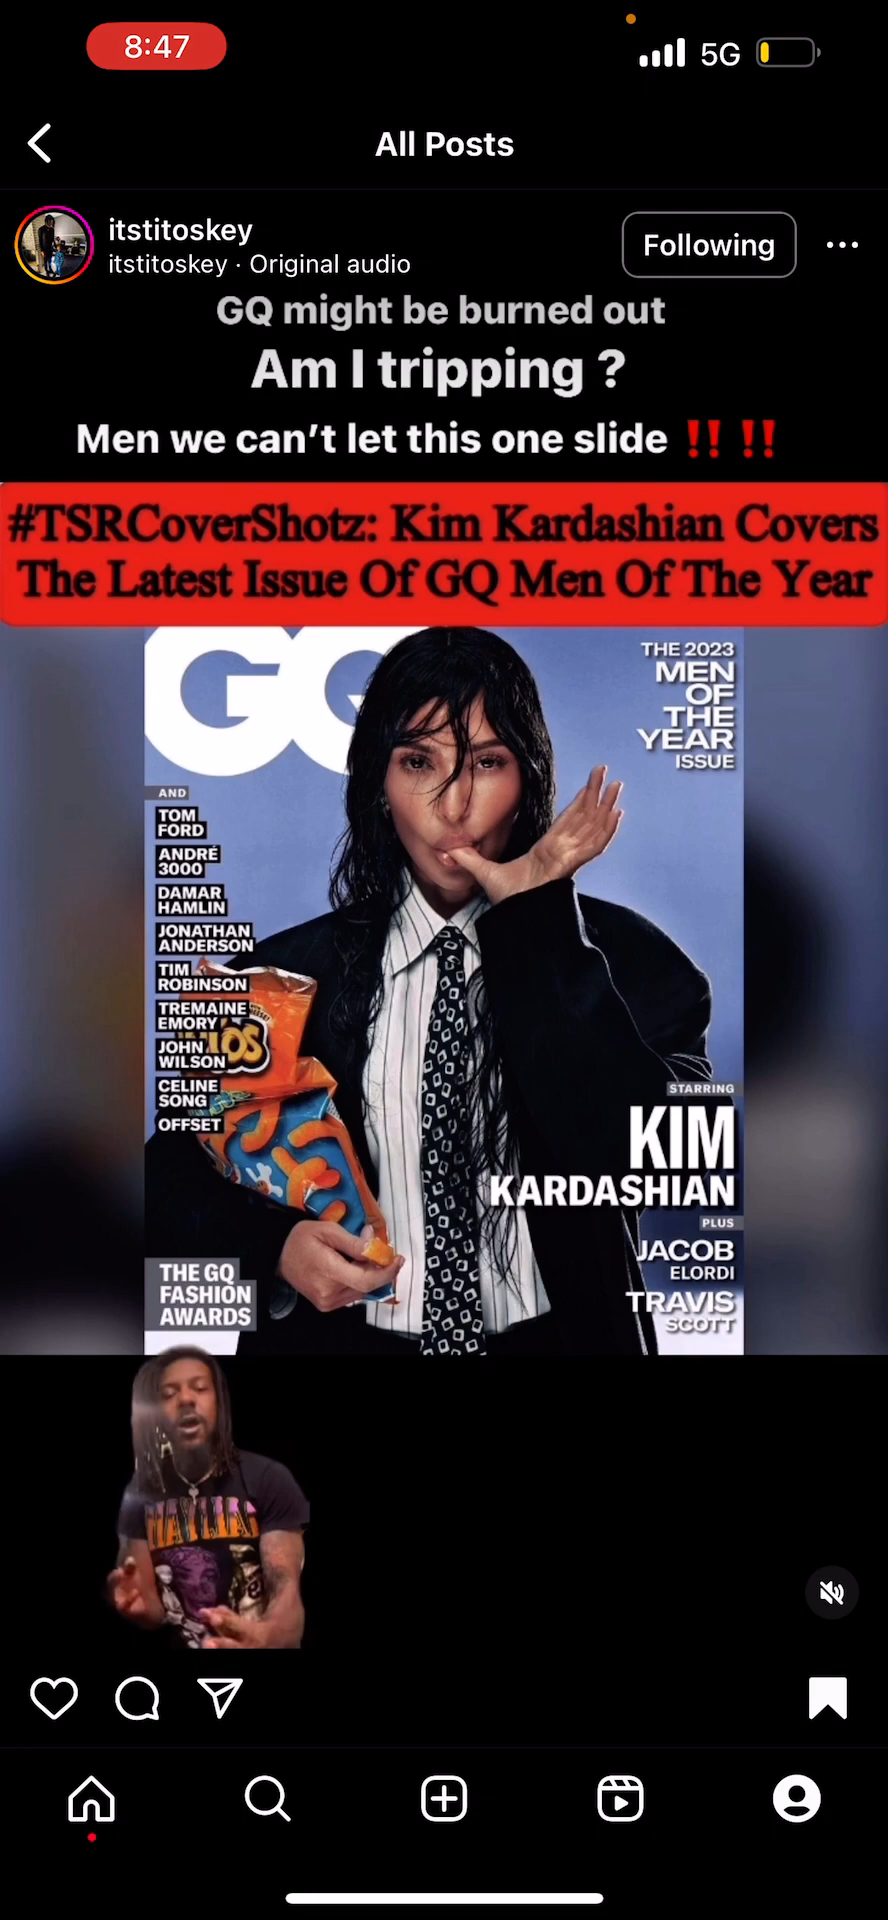 8:47
5G
All Posts
itstitoskey
Following
itstitoskey · Original audio
GQ might be burned out
Am I tripping ?
Men we can’t let this one slide ‼️ ‼️
#TSRCoverShotz: Kim Kardashian Covers
The Latest Issue Of GQ Men Of The Year
GQ
THE 2023
MEN
OF
THE
YEAR
ISSUE
AND
TOM
FORD
ANDRÉ
3000
DAMAR
HAMLIN
JONATHAN
ANDERSON
TIM
ROBINSON
TREMAINE
EMORY
JOHN
WILSON
CELINE
SONG
OFFSET
THE GQ
FASHION
AWARDS
STARRING
KIM
KARDASHIAN
PLUS
JACOB
ELORDI
TRAVIS
SCOTT